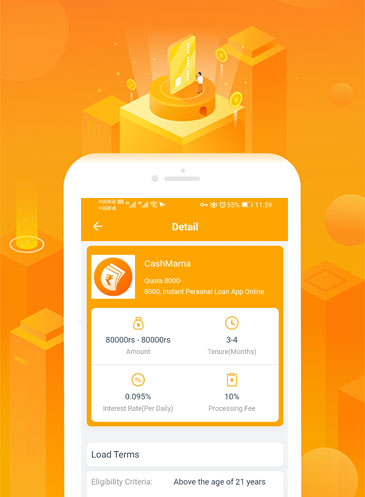 55% 11:59
Detail
CashMama
Quota 8000-
8000, Instant Personal Loan App Online
80000rs - 80000rs
Amount
3-4
Tenure(Months)
0.095%
Interest Rate(Per Daily)
10%
Processing Fee
Load Terms
Eligibility Criteria: Above the age of 21 years